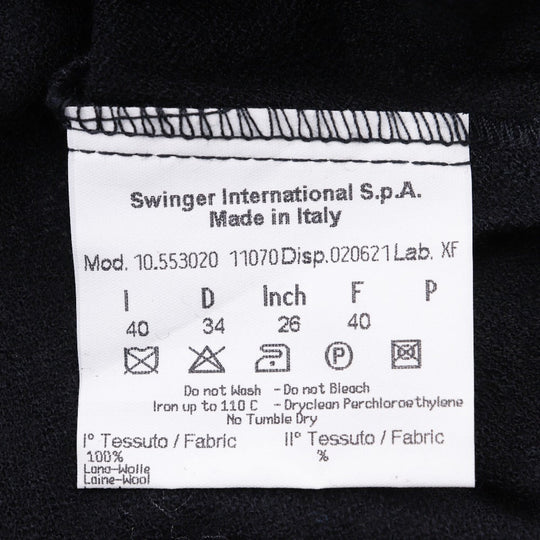 Swinger International S.p.A.
Made in Italy
Mod. 10.553020 11070 Disp.020621 Lab. XF
I D Inch F P
40 34 26 40
P
Do not Wash - Do not Bleach
Iron up to 110 C - Dryclean Perchloroethylene
No Tumble Dry
I° Tessuto / Fabric II° Tessuto / Fabric
100% %
Lana-Wolle
Laine-Wool